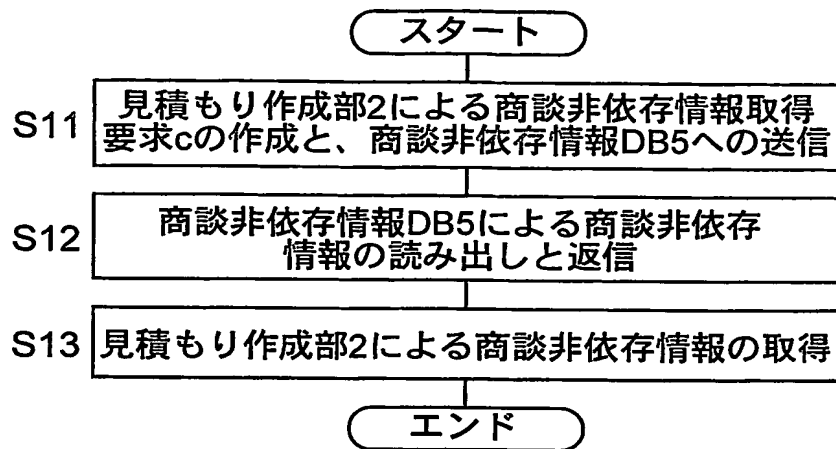 スタート
S11
見積もり作成部2による商談非依存情報取得
要求cの作成と、商談非依存情報DB5への送信
S12
商談非依存情報DB5による商談非依存
情報の読み出しと返信
S13
見積もり作成部2による商談非依存情報の取得
エンド